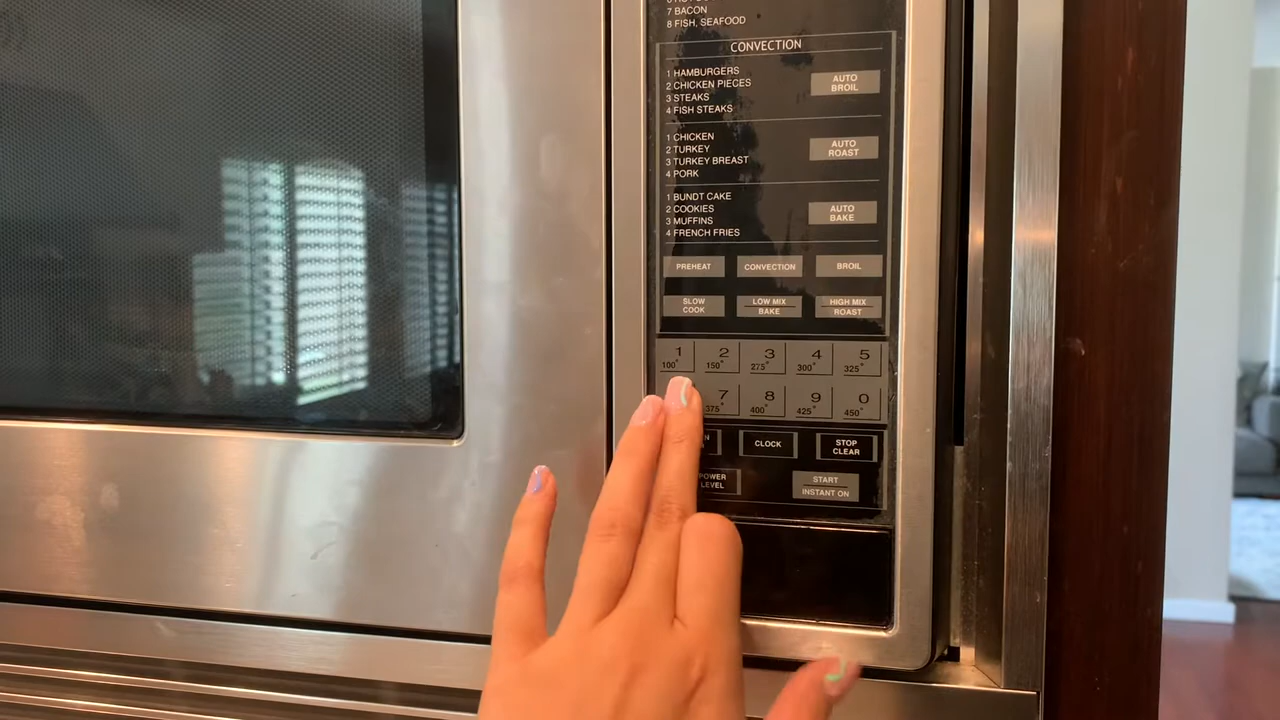 7 BACON
8 FISH, SEAFOOD
CONVECTION
1 HAMBURGERS
2 CHICKEN PIECES
3 STEAKS
4 FISH STEAKS
AUTO
BROIL
1 CHICKEN
2 TURKEY
3 TURKEY BREAST
4 PORK
AUTO
ROAST
1 BUNDT CAKE
2 COOKIES
3 MUFFINS
4 FRENCH FRIES
AUTO
BAKE
PREHEAT
CONVECTION
BROIL
SLOW
COOK
LOW MIX
BAKE
HIGH MIX
ROAST
1 2 3 4 5
100° 150° 275° 300° 325°
7 8 9 0
375° 400° 425° 450°
CLOCK
STOP
CLEAR
POWER
LEVEL
START
INSTANT ON